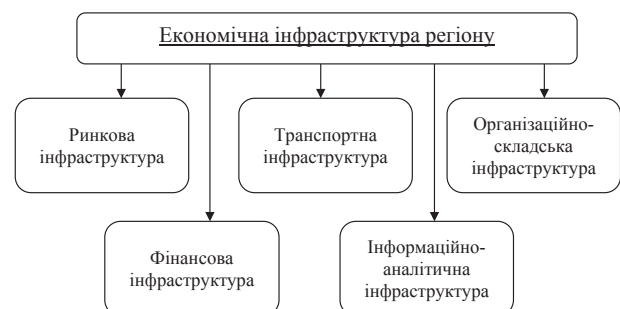 Економічна інфраструктура регіону
Ринкова
інфраструктура
Транспортна
інфраструктура
Організаційно-
складська
інфраструктура
Фінансова
інфраструктура
Інформаційно-
аналітична
інфраструктура